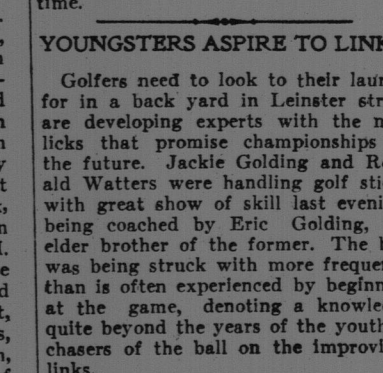 time.
YOUNGSTERS ASPIRE TO LINK
Golfers need to look to their laur
for in a back yard in Leinster str
are developing experts with the n
licks that promise championships
the future. Jackie Golding and R
ald Watters were handling golf sti
with great show of skill last eveni
being coached by Eric Golding,
elder brother of the former. The b
was being struck with more freque
than is often experienced by beginn
at the game, denoting a knowle
quite beyond the years of the youth
chasers of the ball on the improvi
links.